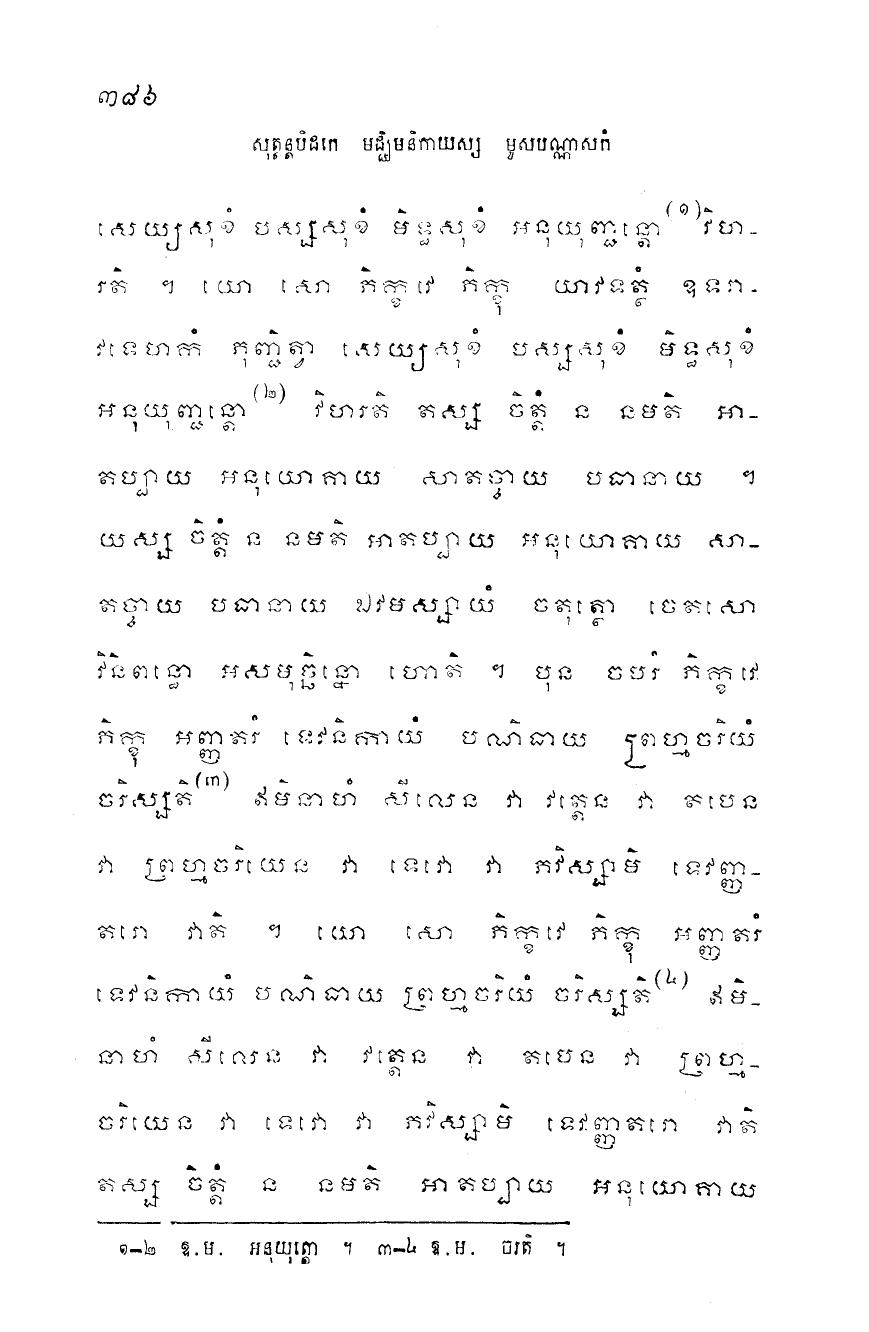 ៣៨៦
សុត្តន្តបិដកេ មជ្ឈិមនិកាយស្ស មូលបណ្ណាសកំ
សេយ្យសុខំ បស្សសុខំ មិទ្ធសុខំ អនុយុញ្ជន្តោ(១) វិហ-
រតិ ។ យោ សោ ភិក្ខវេ ភិក្ខុ យាវទត្ថំ ឧទរា-
វទេហកំ ភុញ្ជិត្វា សេយ្យសុខំ បស្សសុខំ មិទ្ធសុខំ
អនុយុញ្ជន្តោ(២) វិហរតិ តស្ស ចិត្តំ ន នមតិ អា-
តប្បាយ អនុយោគាយ សាតច្ចាយ បធានាយ ។
យស្ស ចិត្តំ ន នមតិ អាតប្បាយ អនុយោគាយ សា-
តច្ចាយ បធានាយ ឯវមស្សាយំ ចតុត្ថោ ចេតសោ
វិនិពន្ធោ អសមុច្ឆិន្នោ ហោតិ ។ បុន ចបរំ ភិក្ខវេ
ភិក្ខុ អញ្ញតរំ ទេវនិកាយំ បណិធាយ ព្រហ្មចរិយំ
ចរិស្សតិ(៣) ឥមិនាហំ សីលេន វា វត្តេន វា តបេន
វា ព្រហ្មចរិយេន វា ទេវោ វា ភវិស្សាមិ ទេវញ្ញ-
តរោ វាតិ ។ យោ សោ ភិក្ខវេ ភិក្ខុ អញ្ញតរំ
ទេវនិកាយំ បណិធាយ ព្រហ្មចរិយំ ចរិស្សតិ(៤) ឥមិ-
នាហំ សីលេន វា វត្តេន វា តបេន វា ព្រហ្ម-
ចរិយេន វា ទេវោ វា ភវិស្សាមិ ទេវញ្ញតរោ វាតិ
តស្ស ចិត្តំ ន នមតិ អាតប្បាយ អនុយោគាយ
១-២ ឱ.ម. អនុយុត្តោ ។ ៣-៤ ឱ.ម. ចរតិ ។